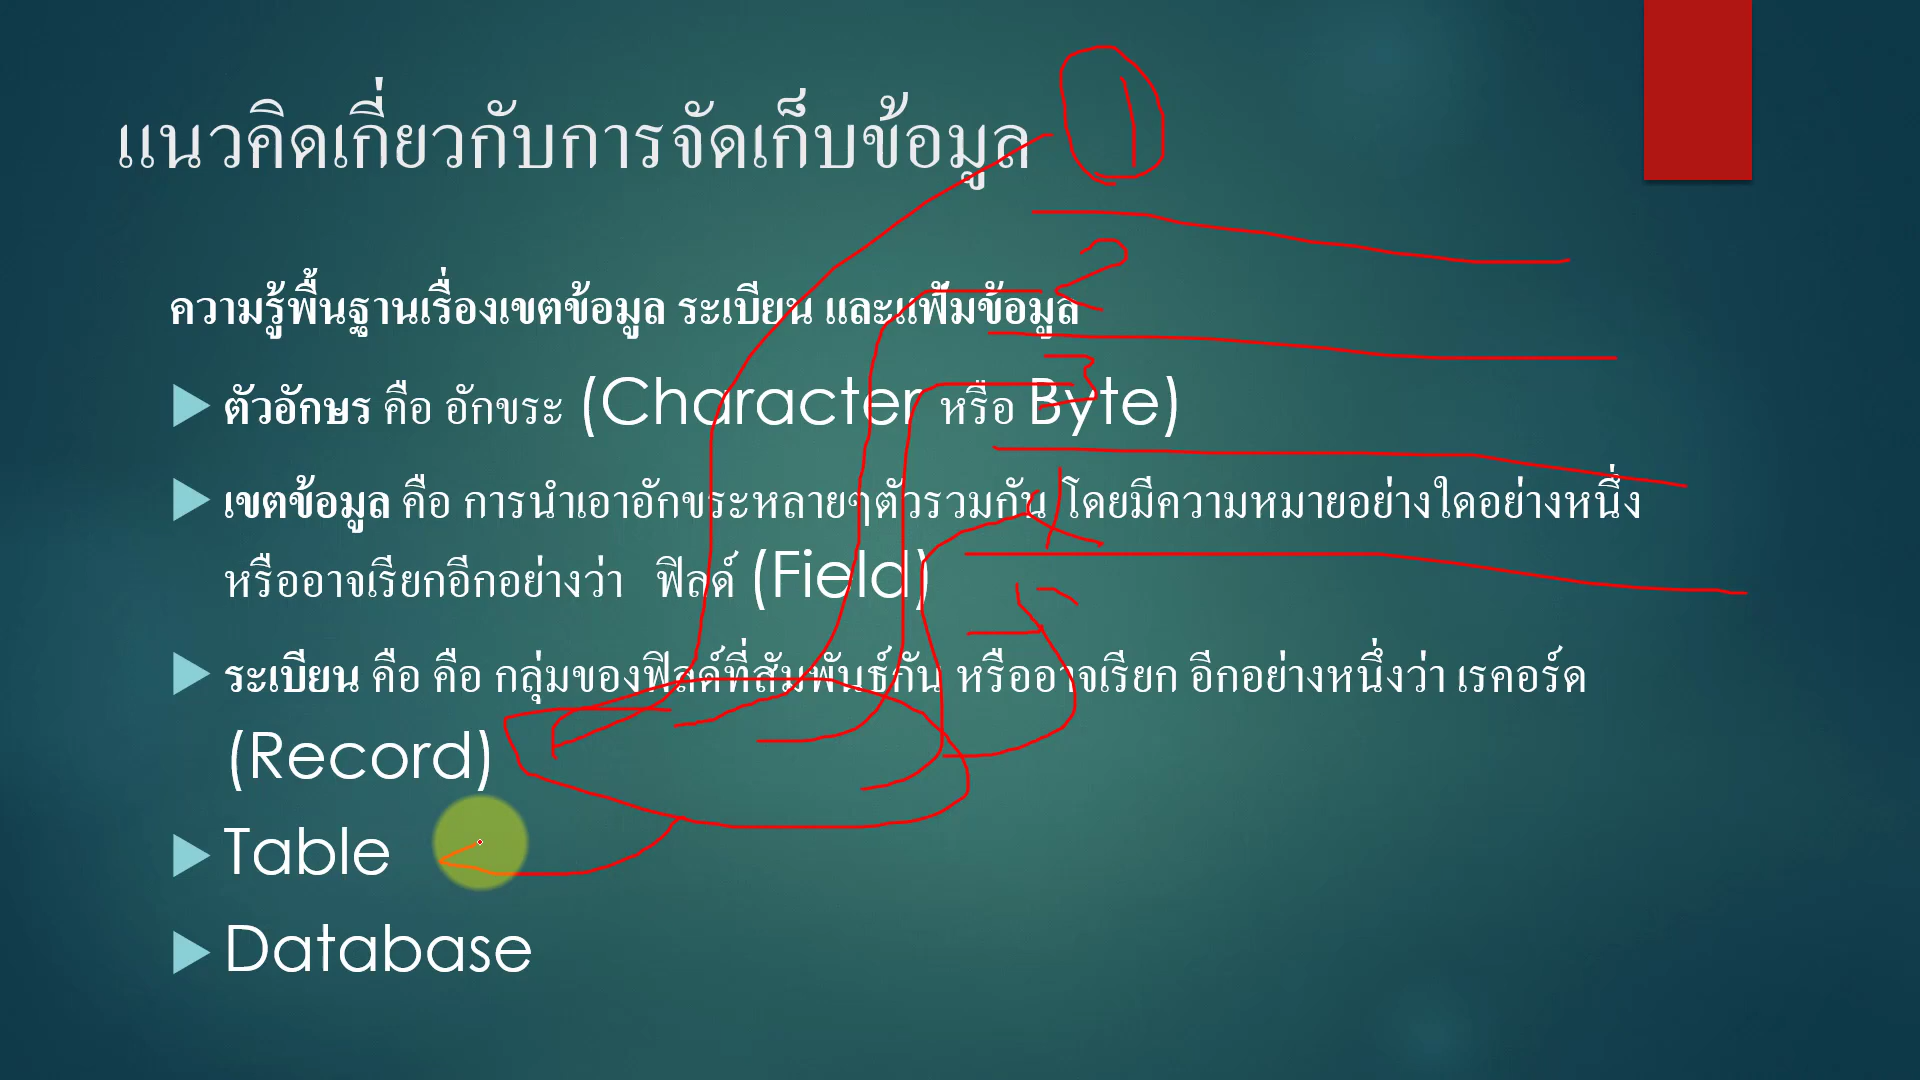 แนวคิดเกี่ยวกับการจัดเก็บข้อมูล
1
2
ความรู้พื้นฐานเรื่องเขตข้อมูล ระเบียน และแฟ้มข้อมูล
3
ตัวอักษร คือ อักขระ (Character หรือ Byte)
4
เขตข้อมูล คือ การนำเอาอักขระหลายๆตัวรวมกัน โดยมีความหมายอย่างใดอย่างหนึ่ง
หรืออาจเรียกอีกอย่างว่า ฟิลด์ (Field)
5
ระเบียน คือ คือ กลุ่มของฟิลด์ที่สัมพันธ์กัน หรืออาจเรียก อีกอย่างหนึ่งว่า เรคอร์ด
(Record)
Table
Database